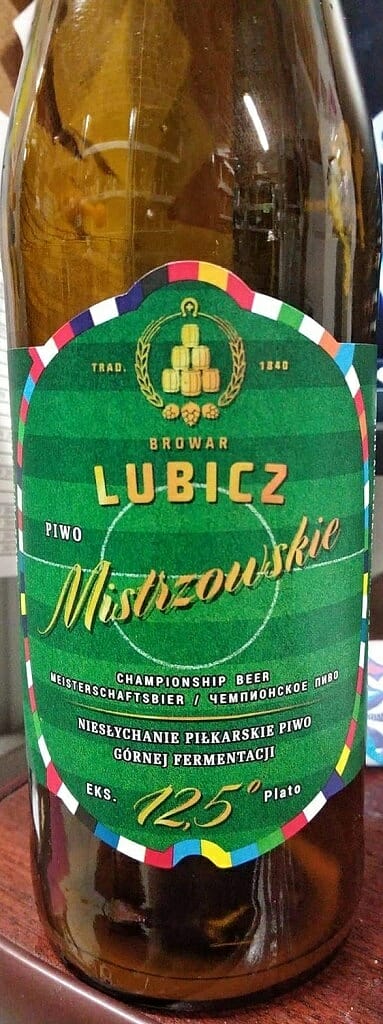 TRAD. 1840
BROWAR
LUBICZ
PIWO
Mistrzowskie
CHAMPIONSHIP BEER
MEISTERSCHAFTSBIER / ЧЕМПИОНСКОЕ ПИВО
NIESŁYCHANIE PIŁKARSKIE PIWO
GÓRNEJ FERMENTACJI
EKS. 12,5° Plato